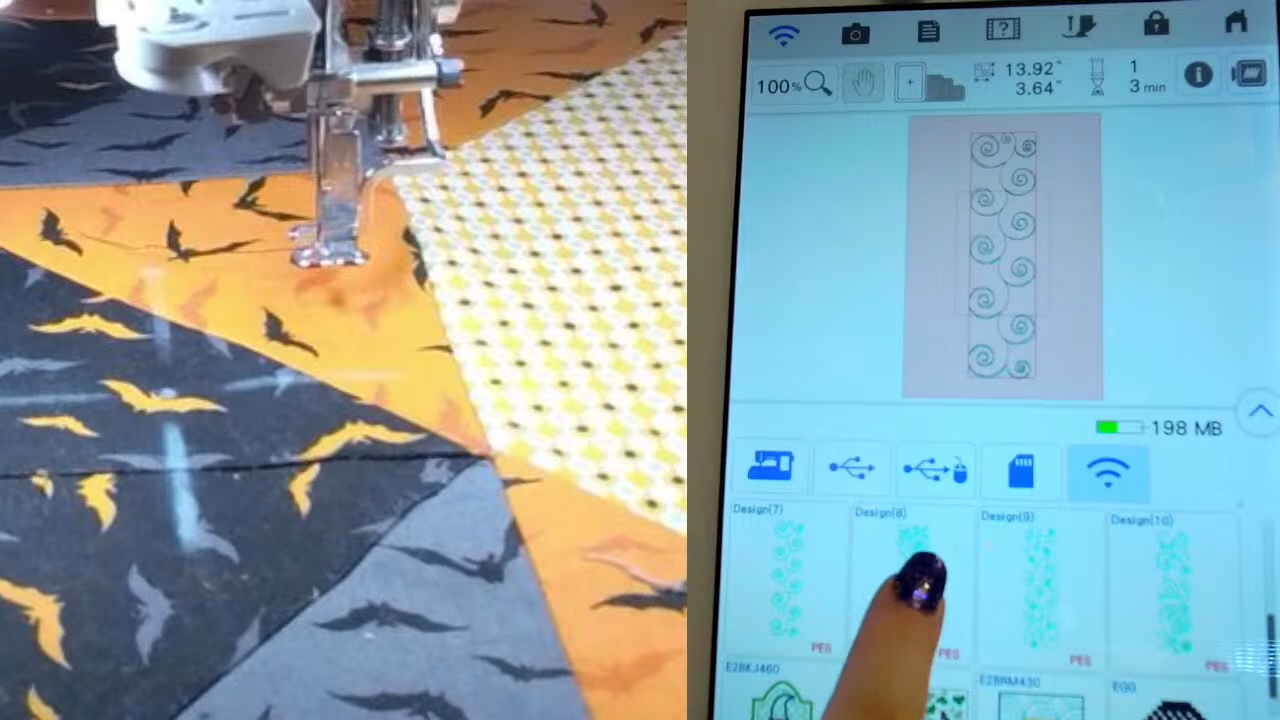 100%
13.92"
3.64"
1
3 min
198 MB
Design(7)
Design(8)
Design(9)
Design(10)
PES
PES
PES
PES
E2BKJ460
E2BRM430
EGG